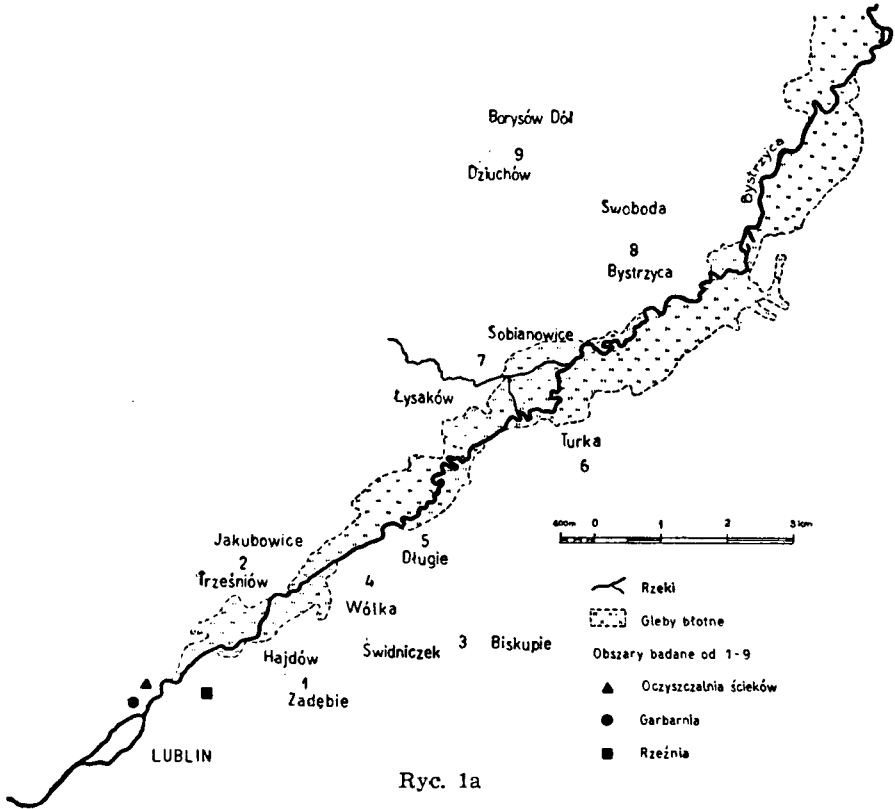 Borysów Dół
9
Dziuchów
Bystrzyca
Swoboda
8
Bystrzyca
Sobianowice
7
Łysaków
Turka
6
Jakubowice
2
Trześniów
5
Długie
4
Wólka
Świdniczek 3 Biskupie
Hajdów
1
Zadębie
LUBLIN
600m 0 1 2 3 km
Rzeki
Gleby błotne
Obszary badane od 1-9
Oczyszczalnia ścieków
Garbarnia
Rzeźnia
Ryc. 1a